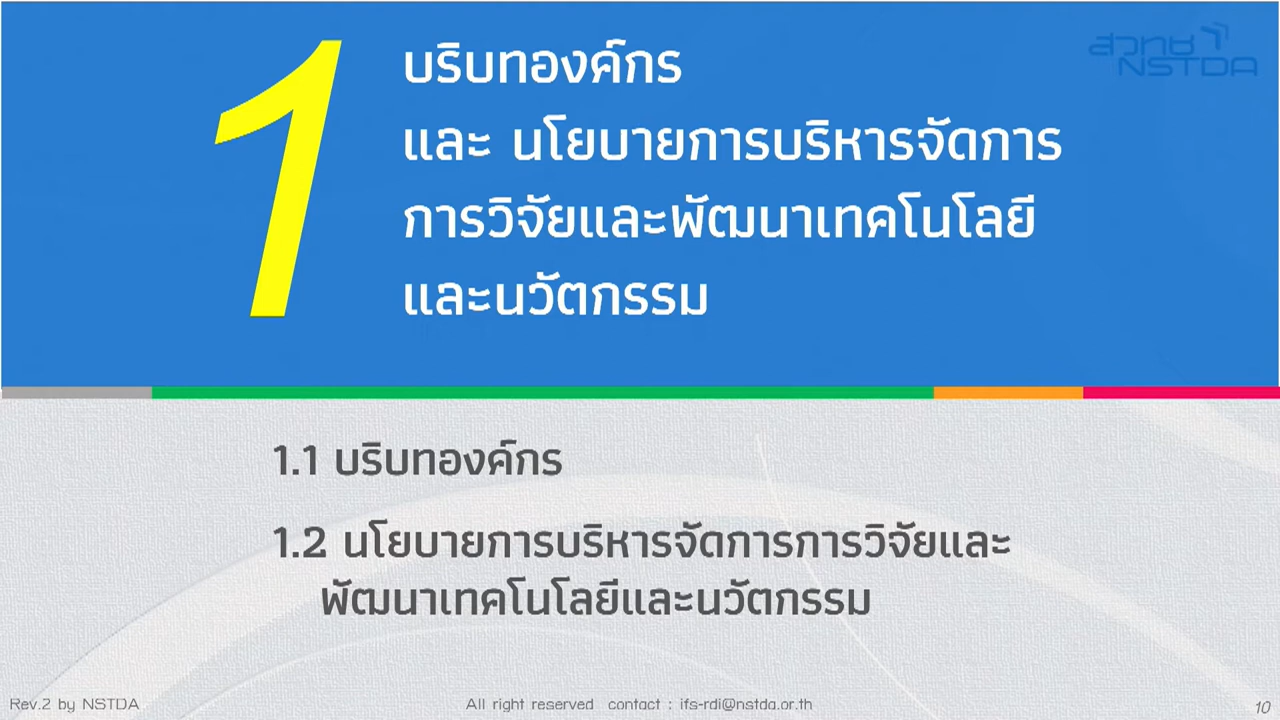 1
บริบทองค์กร
และ นโยบายการบริหารจัดการ
การวิจัยและพัฒนาเทคโนโลยี
และนวัตกรรม
สวทช
NSTDA
1.1 บริบทองค์กร
1.2 นโยบายการบริหารจัดการการวิจัยและ
พัฒนาเทคโนโลยีและนวัตกรรม
Rev.2 by NSTDA
All right reserved contact : ifs-rdi@nstda.or.th
10